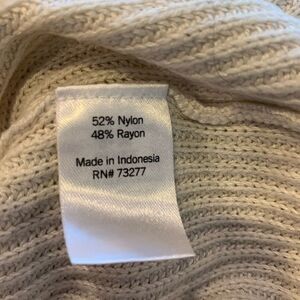 52% Nylon
48% Rayon
Made in Indonesia
RN# 73277